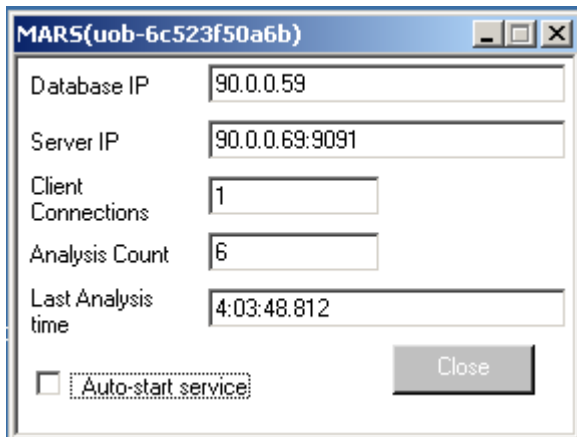 MARS(uob-6c523f50a6b)
Database IP 90.0.0.59
Server IP 90.0.0.69:9091
Client
Connections 1
Analysis Count 6
Last Analysis
time 4:03:48.812
Auto-start service
Close